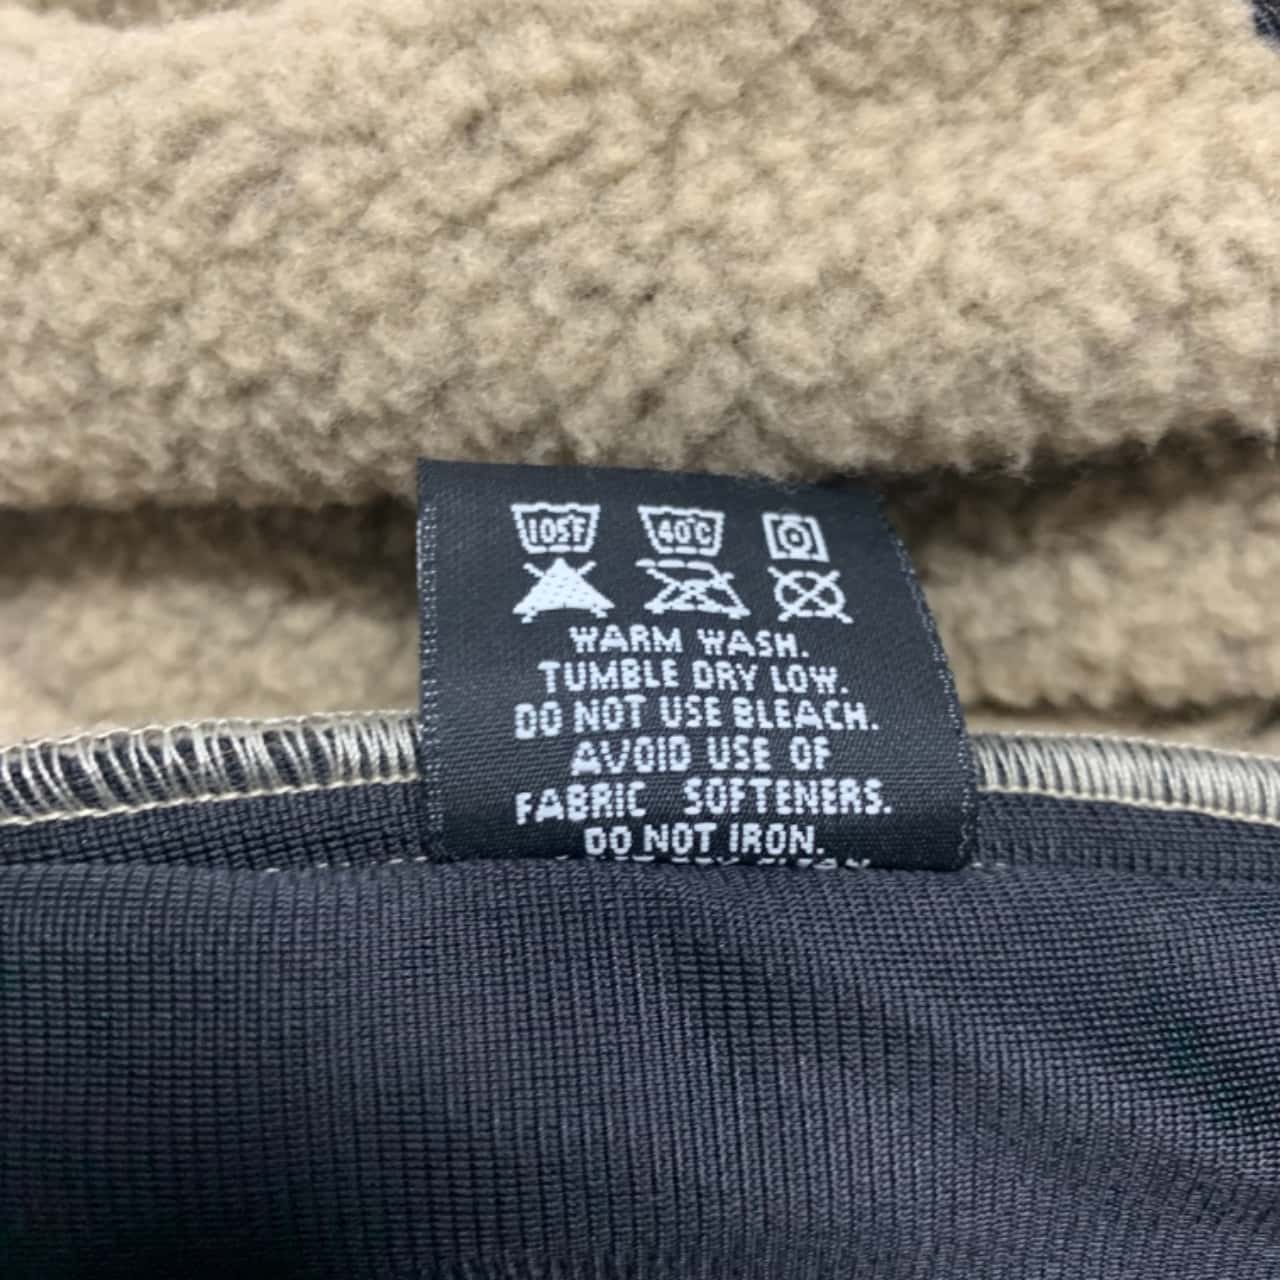 105°F 40°C
WARM WASH.
TUMBLE DRY LOW.
DO NOT USE BLEACH.
AVOID USE OF
FABRIC SOFTENERS.
DO NOT IRON.